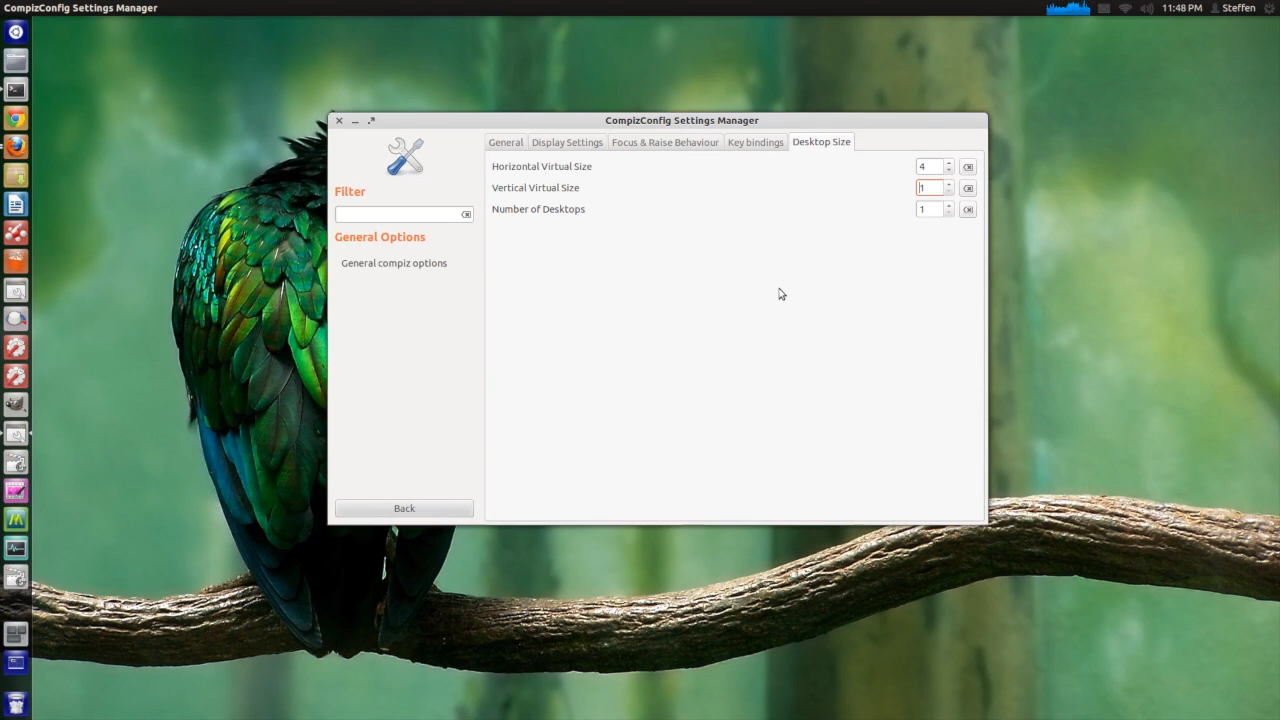 CompizConfig Settings Manager
11:48 PM Steffen
CompizConfig Settings Manager
General Display Settings Focus & Raise Behaviour Key bindings Desktop Size
Filter
General Options
General compiz options
Back
Horizontal Virtual Size 4
Vertical Virtual Size 1
Number of Desktops 1